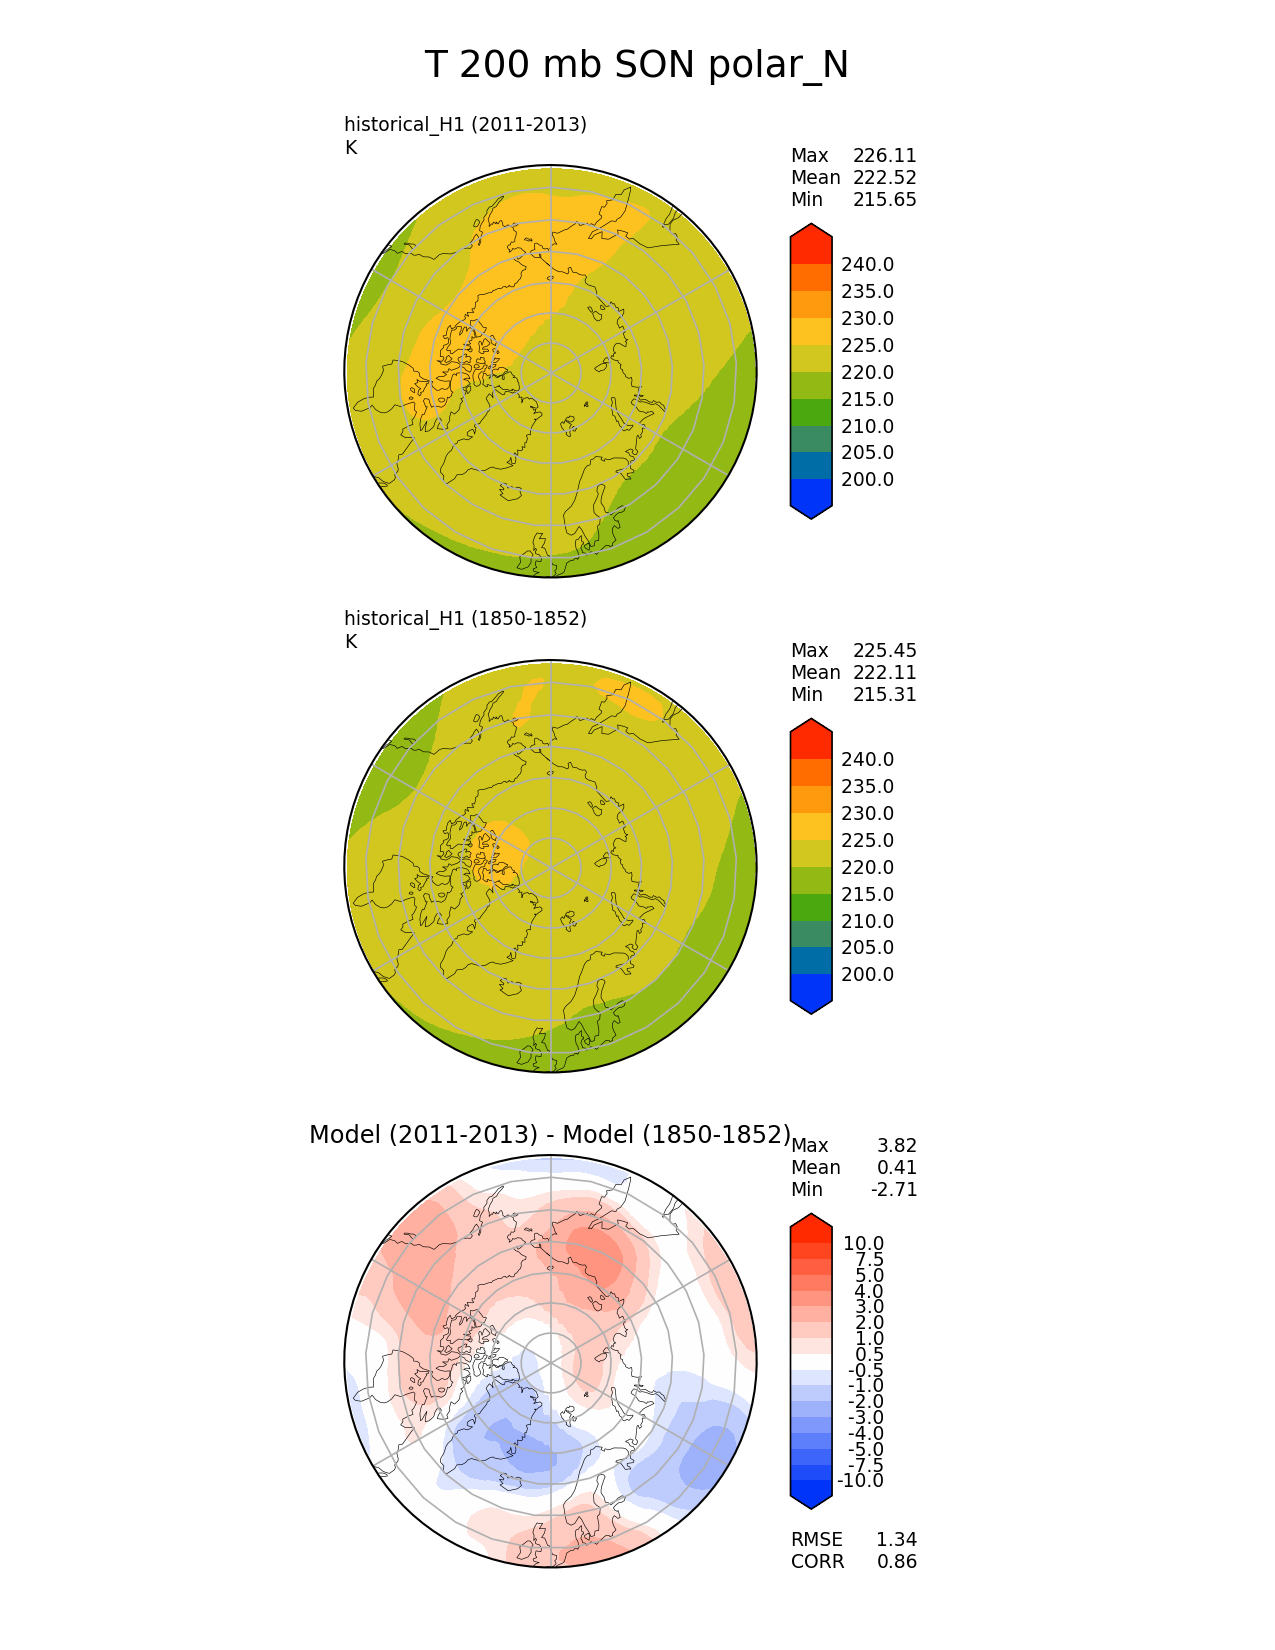 T 200 mb SON polar_N
historical_H1 (2011-2013)
K
Max 226.11
Mean 222.52
Min 215.65
240.0
235.0
230.0
225.0
220.0
215.0
210.0
205.0
200.0
historical_H1 (1850-1852)
K
Max 225.45
Mean 222.11
Min 215.31
240.0
235.0
230.0
225.0
220.0
215.0
210.0
205.0
200.0
Model (2011-2013) - Model (1850-1852)
Max 3.82
Mean 0.41
Min -2.71
10.0
7.5
5.0
4.0
3.0
2.0
1.0
0.5
-0.5
-1.0
-2.0
-3.0
-4.0
-5.0
-7.5
-10.0
RMSE 1.34
CORR 0.86